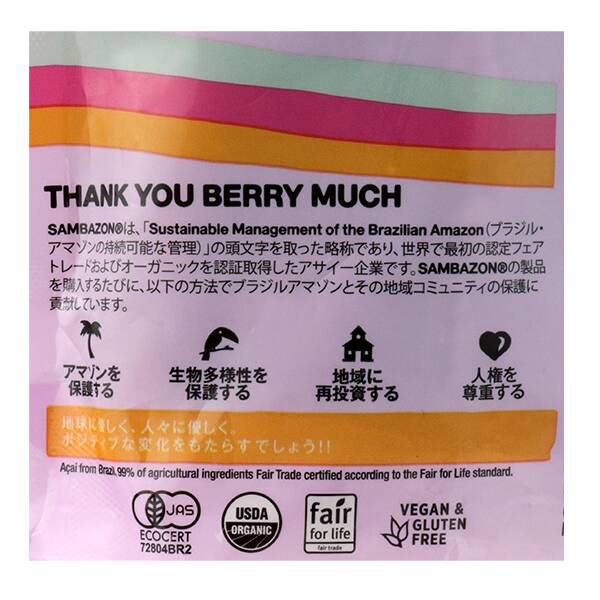 THANK YOU BERRY MUCH
SAMBAZON®は、「Sustainable Management of the Brazilian Amazon（ブラジル・
アマゾンの持続可能な管理）」の頭文字を取った略称であり、世界で最初の認定フェア
トレードおよびオーガニックを認証取得したアサイー企業です。SAMBAZON®の製品
を購入するたびに、以下の方法でブラジルアマゾンとその地域コミュニティの保護に
貢献しています。
アマゾンを
保護する
生物多様性を
保護する
地域に
再投資する
人権を
尊重する
地球に優しく、人々に優しく。
ポジティブな変化をもたらすでしょう!!
Açai from Brazil, 99% of agricultural ingredients Fair Trade certified according to the Fair for Life standard.
JAS
ECOCERT
72804BR2
USDA
ORGANIC
fair
for life
fair trade
VEGAN &
GLUTEN
FREE